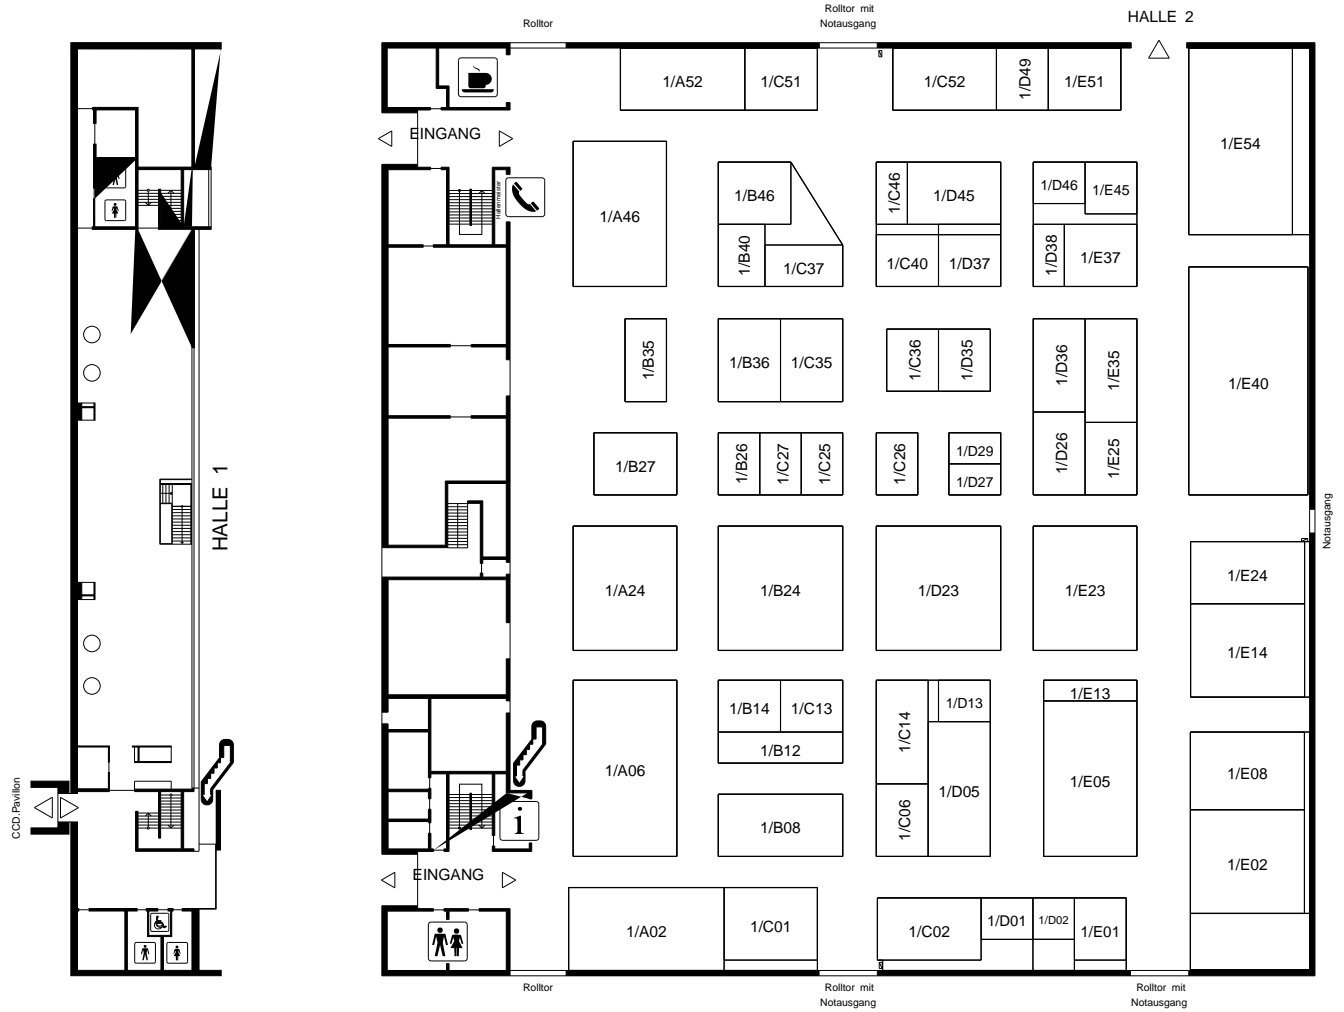 Rolltor mit
Notausgang
HALLE 2
Rolltor
1/A52
1/C51
1/C52
1/D49
1/E51
EINGANG
1/E54
Hallenmeister
1/A46
1/B46
1/C46
1/D45
1/D46
1/E45
1/B40
1/C37
1/C40
1/D37
1/D38
1/E37
1/B35
1/B36
1/C35
1/C36
1/D35
1/D36
1/E35
1/E40
1/B27
1/B26
1/C27
1/C25
1/C26
1/D29
1/D27
1/D26
1/E25
HALLE 1
Notausgang
1/A24
1/B24
1/D23
1/E23
1/E24
1/E14
1/A06
1/B14
1/C13
1/B12
1/C14
1/D13
1/E13
1/B08
1/C06
1/D05
1/E05
1/E08
1/E02
CCD.Pavillon
i
EINGANG
1/A02
1/C01
1/C02
1/D01
1/D02
1/E01
Rolltor
Rolltor mit
Notausgang
Rolltor mit
Notausgang